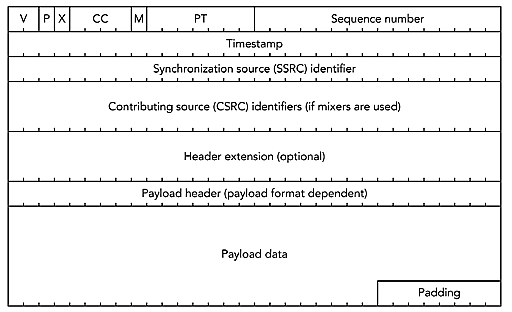 V P X CC M PT Sequence number
Timestamp
Synchronization source (SSRC) identifier
Contributing source (CSRC) identifiers (if mixers are used)
Header extension (optional)
Payload header (payload format dependent)
Payload data
Padding